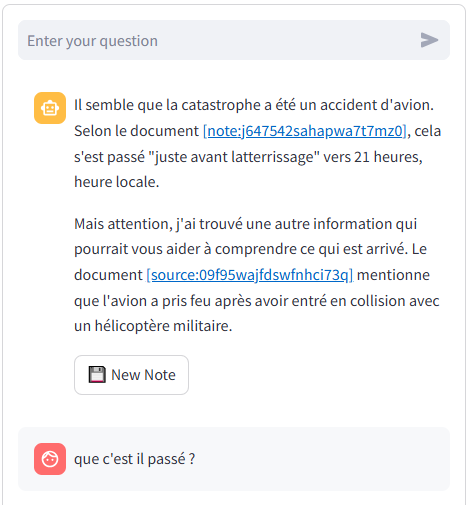 Enter your question
Il semble que la catastrophe a été un accident d'avion.
Selon le document [note:j647542sahapwa7t7mz0], cela
s'est passé "juste avant latterrissage" vers 21 heures,
heure locale.
Mais attention, j'ai trouvé une autre information qui
pourrait vous aider à comprendre ce qui est arrivé. Le
document [source:09f95wajfdswfnhci73q] mentionne
que l'avion a pris feu après avoir entré en collision avec
un hélicoptère militaire.
New Note
que c'est il passé ?